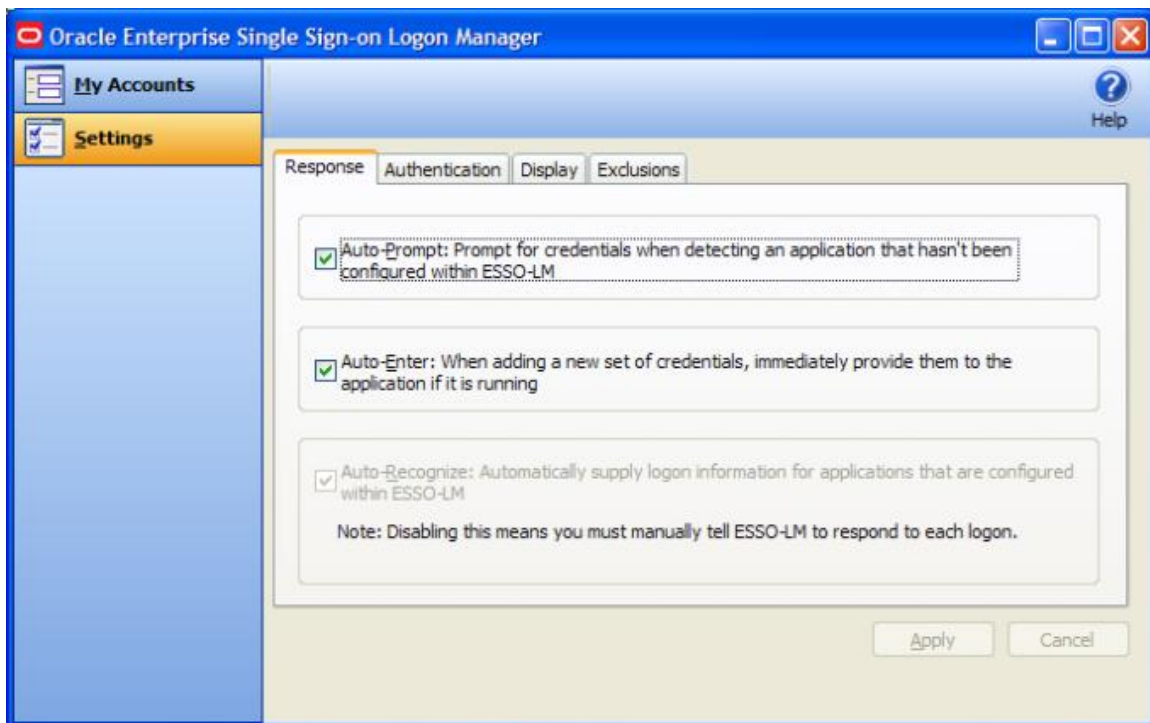 Oracle Enterprise Single Sign-on Logon Manager
My Accounts
Settings
Help
Response Authentication Display Exclusions
Auto-Prompt: Prompt for credentials when detecting an application that hasn't been
configured within ESSO-LM
Auto-Enter: When adding a new set of credentials, immediately provide them to the
application if it is running
Auto-Recognize: Automatically supply logon information for applications that are configured
within ESSO-LM
Note: Disabling this means you must manually tell ESSO-LM to respond to each logon.
Apply Cancel